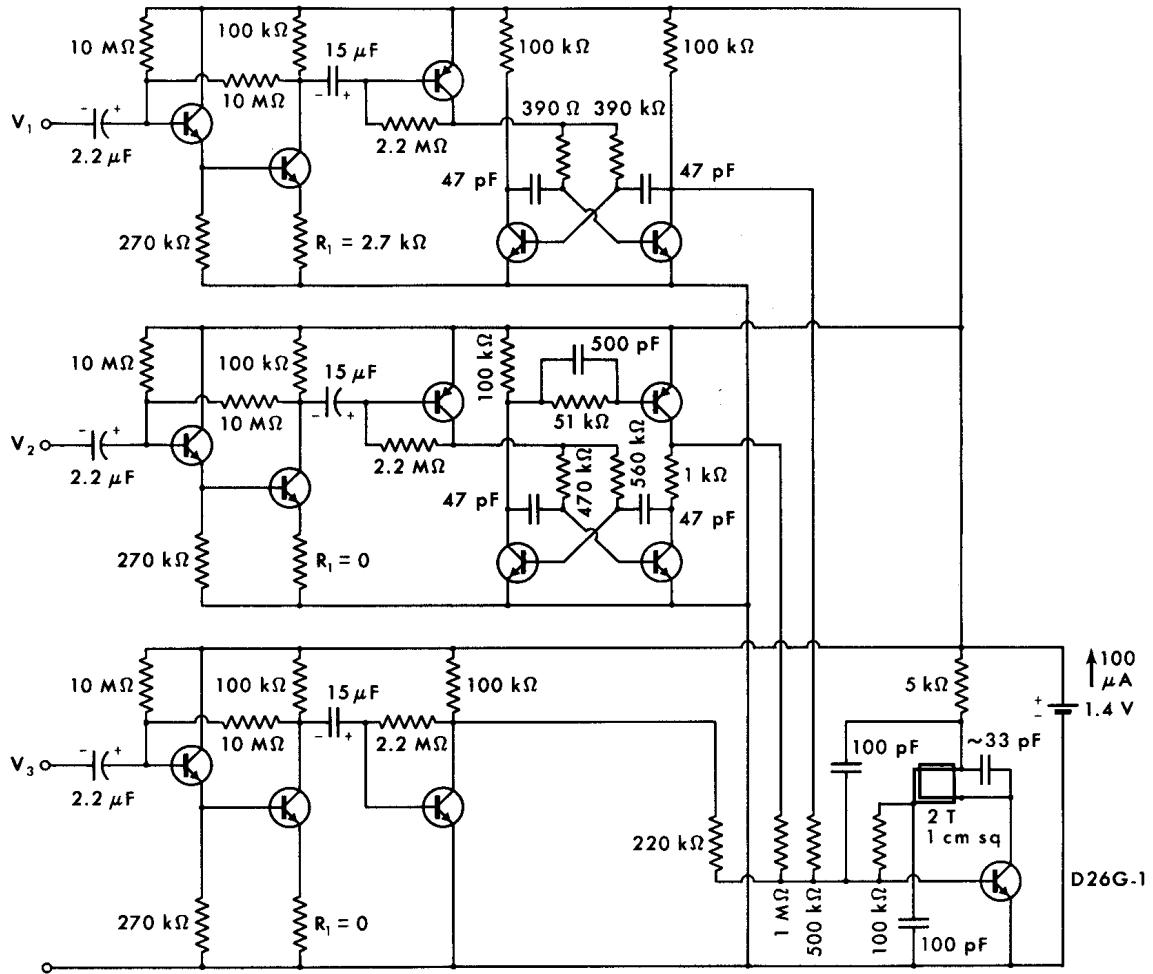 10 MΩ
100 kΩ
15 μF
100 kΩ
100 kΩ
- +
10 MΩ
390 Ω 390 kΩ
V1
- +
2.2 MΩ
2.2 μF
47 pF
47 pF
270 kΩ
R1 = 2.7 kΩ
10 MΩ
100 kΩ
15 μF
100 kΩ
500 pF
- +
10 MΩ
51 kΩ
V2
- +
2.2 MΩ
2.2 μF
470 kΩ
560 kΩ
1 kΩ
47 pF
47 pF
270 kΩ
R1 = 0
10 MΩ
100 kΩ
15 μF
100 kΩ
5 kΩ
100
μA
+
-
1.4 V
- +
10 MΩ
2.2 MΩ
100 pF
~33 pF
V3
- +
2.2 μF
2 T
1 cm sq
220 kΩ
1 MΩ
500 kΩ
100 kΩ
D26G-1
270 kΩ
R1 = 0
100 pF